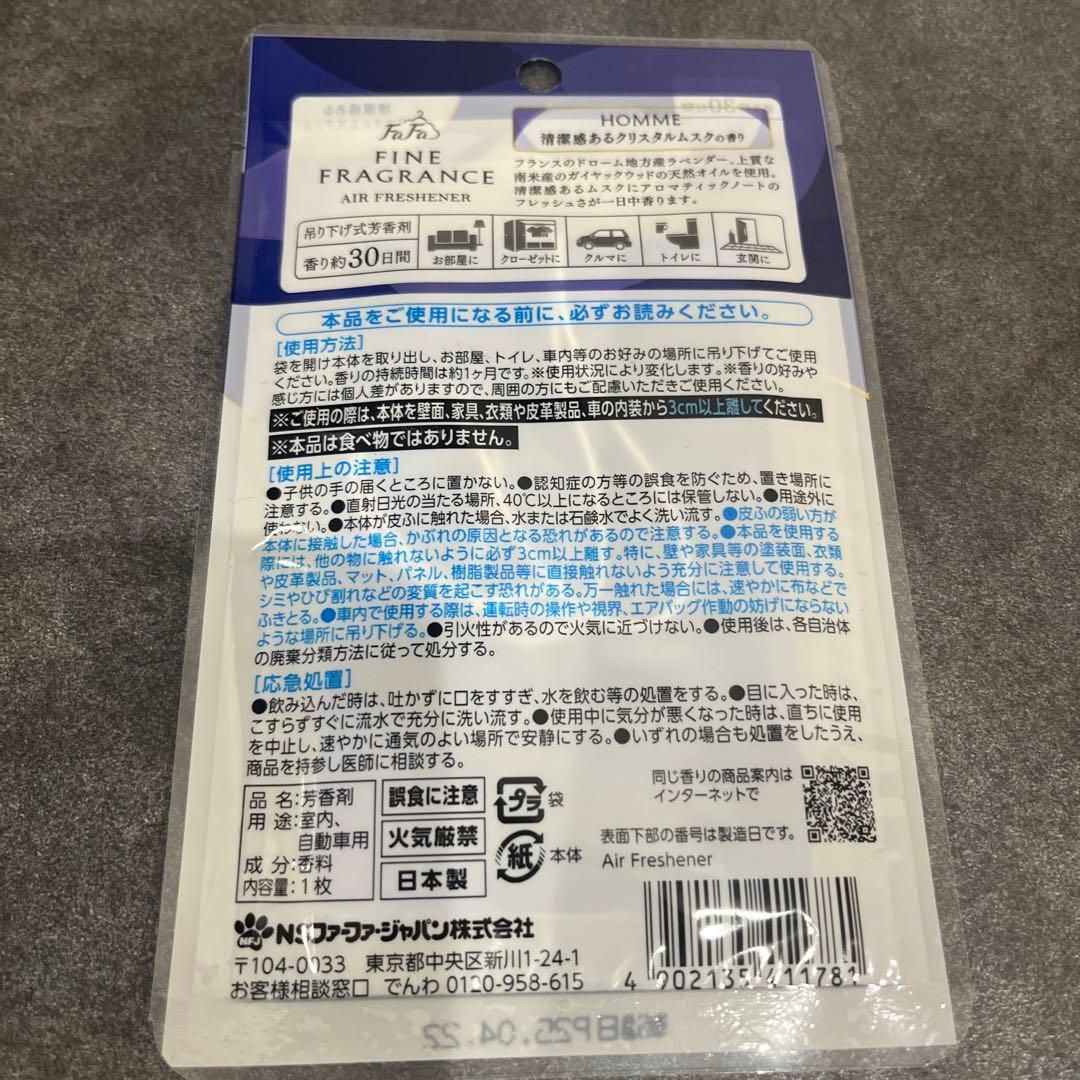 FaFa
FINE
FRAGRANCE
AIR FRESHENER
HOMME
清潔感あるクリスタルムスクの香り
フランスのドローム地方産ラベンダー、上質な
南米産のガイヤックウッドの天然オイルを使用。
清潔感あるムスクにアロマティックノートの
フレッシュさが一日中香ります。
吊り下げ式芳香剤
香り約30日間
お部屋に
クローゼットに
クルマに
トイレに
玄関に
本品をご使用になる前に、必ずお読みください。
[使用方法]
袋を開け本体を取り出し、お部屋、トイレ、車内等のお好みの場所に吊り下げてご使用
ください。香りの持続時間は約1ヶ月です。※使用状況により変化します。※香りの好みや
感じ方には個人差がありますので、周囲の方にもご配慮いただきご使用ください。
※ご使用の際は、本体を壁面、家具、衣類や皮革製品、車の内装から3cm以上離してください。
※本品は食べ物ではありません。
[使用上の注意]
●子供の手の届くところに置かない。●認知症の方等の誤食を防ぐため、置き場所に
注意する。●直射日光の当たる場所、40℃以上になるところには保管しない。●用途外に
使わない。●本体が皮ふに触れた場合、水または石鹸水でよく洗い流す。●皮ふの弱い方が
本体に接触した場合、かぶれの原因となる恐れがあるので注意する。●本品を使用する
際には、他の物に触れないように必ず3cm以上離す。特に、壁や家具等の塗装面、衣類
や皮革製品、マット、パネル、樹脂製品等に直接触れないよう充分に注意して使用する。
シミやひび割れなどの変質を起こす恐れがある。万一触れた場合には、速やかに布などで
ふきとる。●車内で使用する際は、運転時の操作や視界、エアバッグ作動の妨げにならない
ような場所に吊り下げる。●引火性があるので火気に近づけない。●使用後は、各自治体
の廃棄分類方法に従って処分する。
[応急処置]
●飲み込んだ時は、吐かずに口をすすぎ、水を飲む等の処置をする。●目に入った時は、
こすらずすぐに流水で充分に洗い流す。●使用中に気分が悪くなった時は、直ちに使用
を中止し、速やかに通気のよい場所で安静にする。●いずれの場合も処置をしたうえ、
商品を持参し医師に相談する。
品 名:芳香剤
用 途:室内、
自動車用
成 分:香料
内容量:1枚
誤食に注意
火気厳禁
日本製
プラ 袋
紙 本体
同じ香りの商品案内は
インターネットで
表面下部の番号は製造日です。
Air Freshener
NFJ
NSファーファ・ジャパン株式会社
〒104-0033 東京都中央区新川1-24-1
お客様相談窓口 でんわ 0120-958-615
4 902135 411781